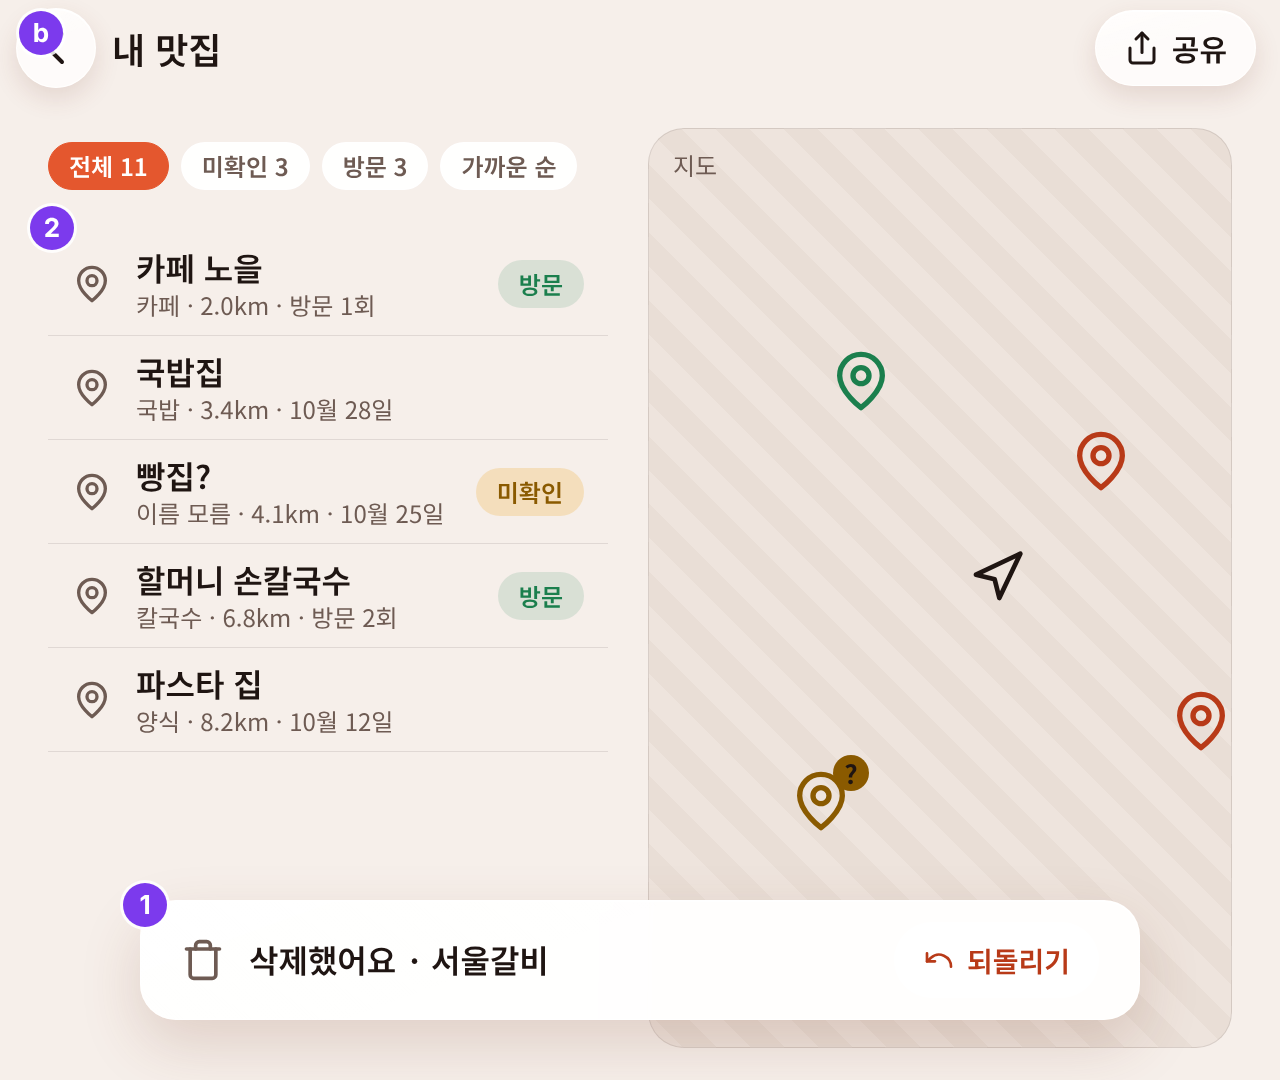 b
내 맛집
공유
전체 11
미확인 3
방문 3
가까운 순
지도
2
카페 노을
카페 · 2.0km · 방문 1회
방문
국밥집
국밥 · 3.4km · 10월 28일
빵집?
이름 모름 · 4.1km · 10월 25일
미확인
할머니 손칼국수
칼국수 · 6.8km · 방문 2회
방문
파스타 집
양식 · 8.2km · 10월 12일
?
1
삭제했어요 · 서울갈비
되돌리기